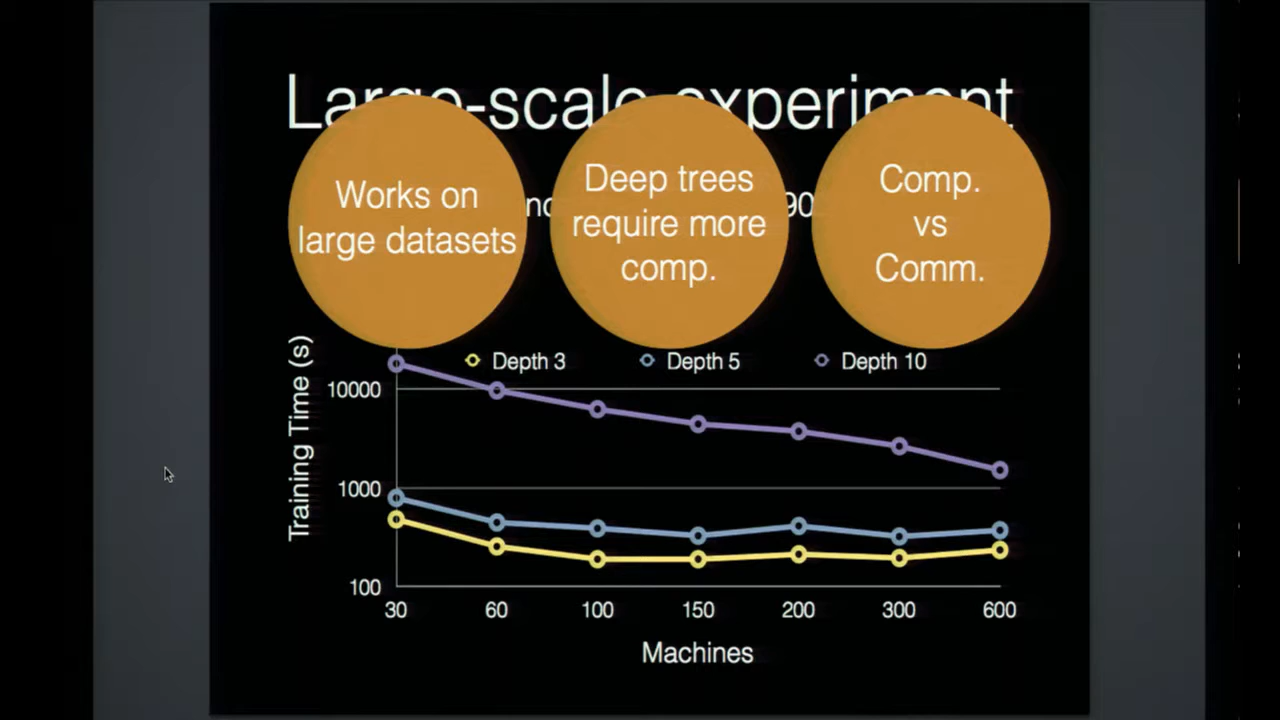 Large-scale experiment
Works on
large datasets
Deep trees
require more
comp.
Comp.
vs
Comm.
Depth 3
Depth 5
Depth 10
Training Time (s)
10000
1000
100
30 60 100 150 200 300 600
Machines